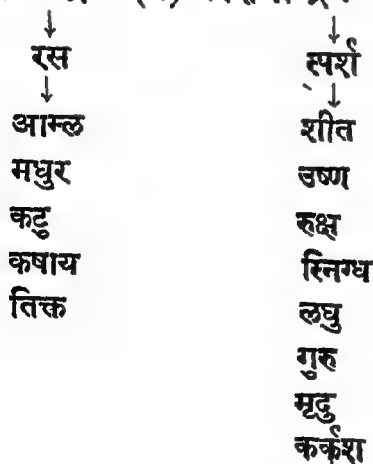 रस स्पर्श
आम्ल शीत
मधुर उष्ण
कटु रुक्ष
कषाय स्निग्ध
तिक्त लघु
गुरु
मृदु
कर्कश